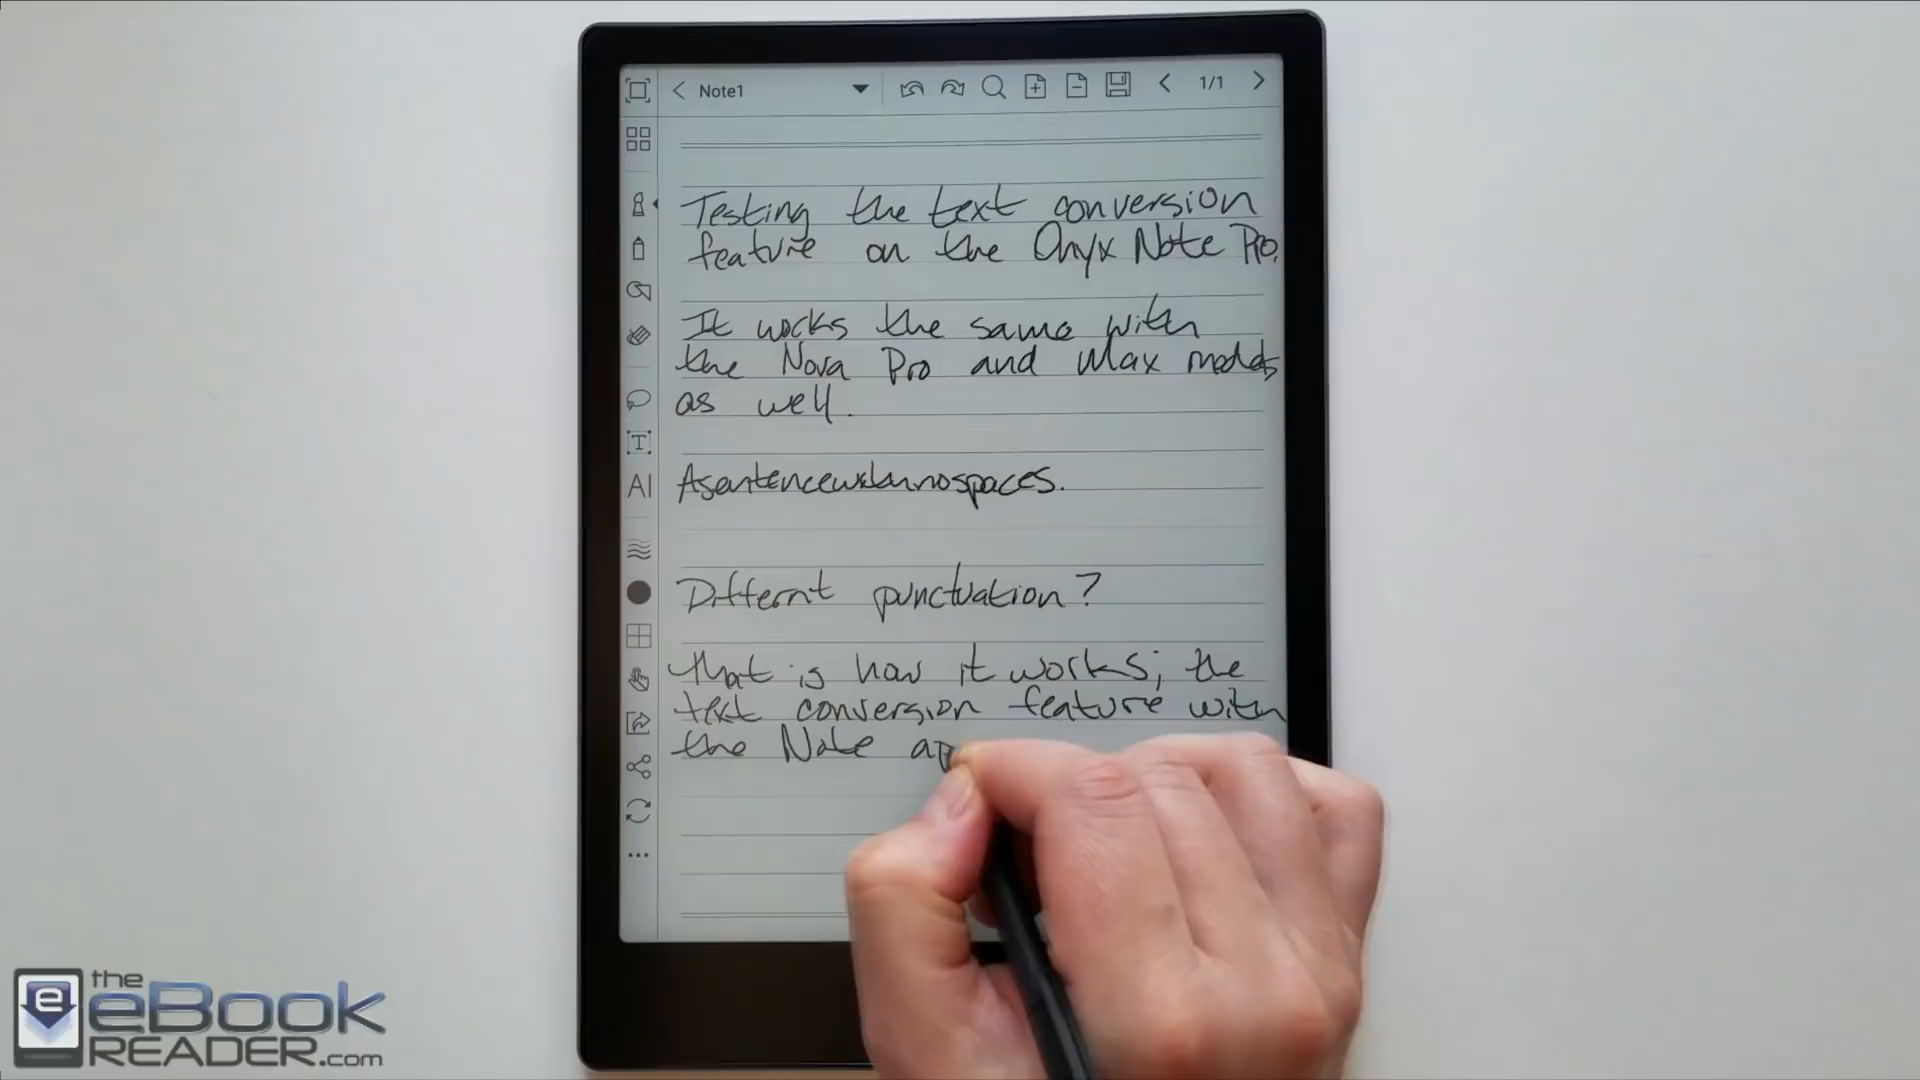 Note1
1/1
Testing the text conversion
feature on the Onyx Note Pro.
It works the same with
the Nova Pro and Max models
as well.
Asentencewithnospaces.
Differnt punctuation?
That is how it works; the
text conversion feature with
the Note ap
T
AI
the
eBook
READER.com